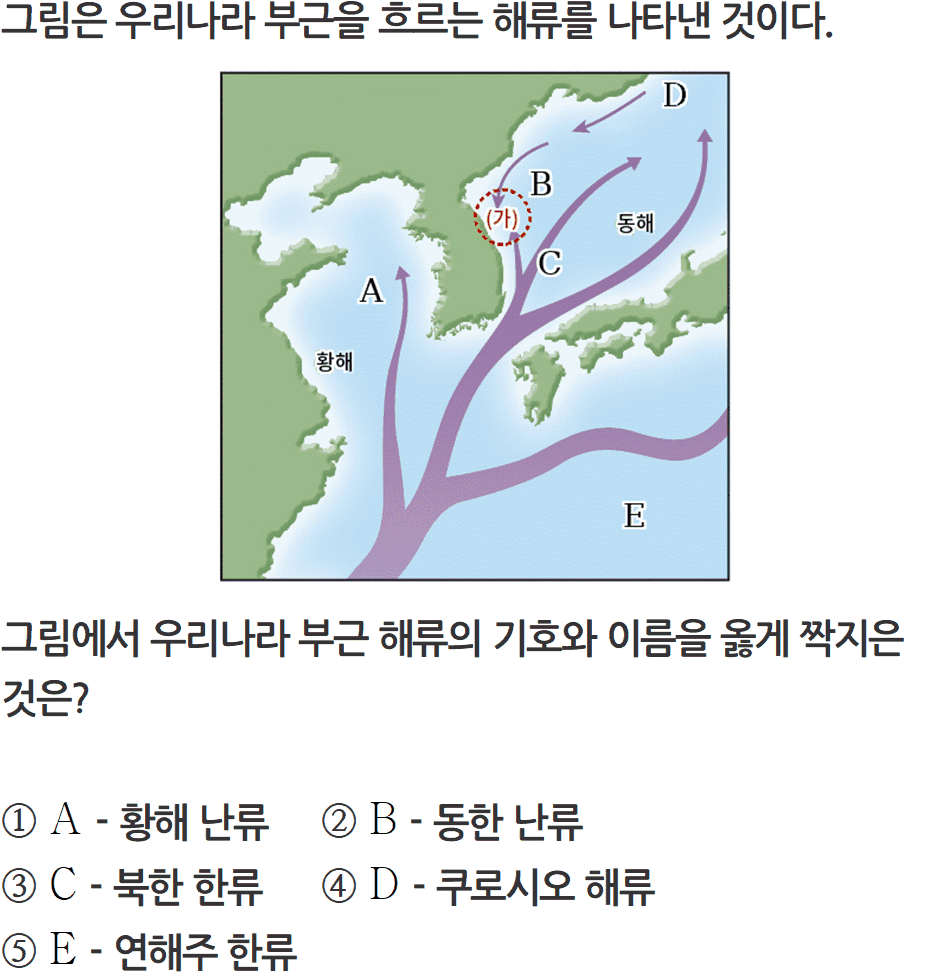 그림은 우리나라 부근을 흐르는 해류를 나타낸 것이다.
D
B
(가)
동해
C
A
황해
E
그림에서 우리나라 부근 해류의 기호와 이름을 옳게 짝지은
것은?
① A - 황해 난류 ② B - 동한 난류
③ C - 북한 한류 ④ D - 쿠로시오 해류
⑤ E - 연해주 한류